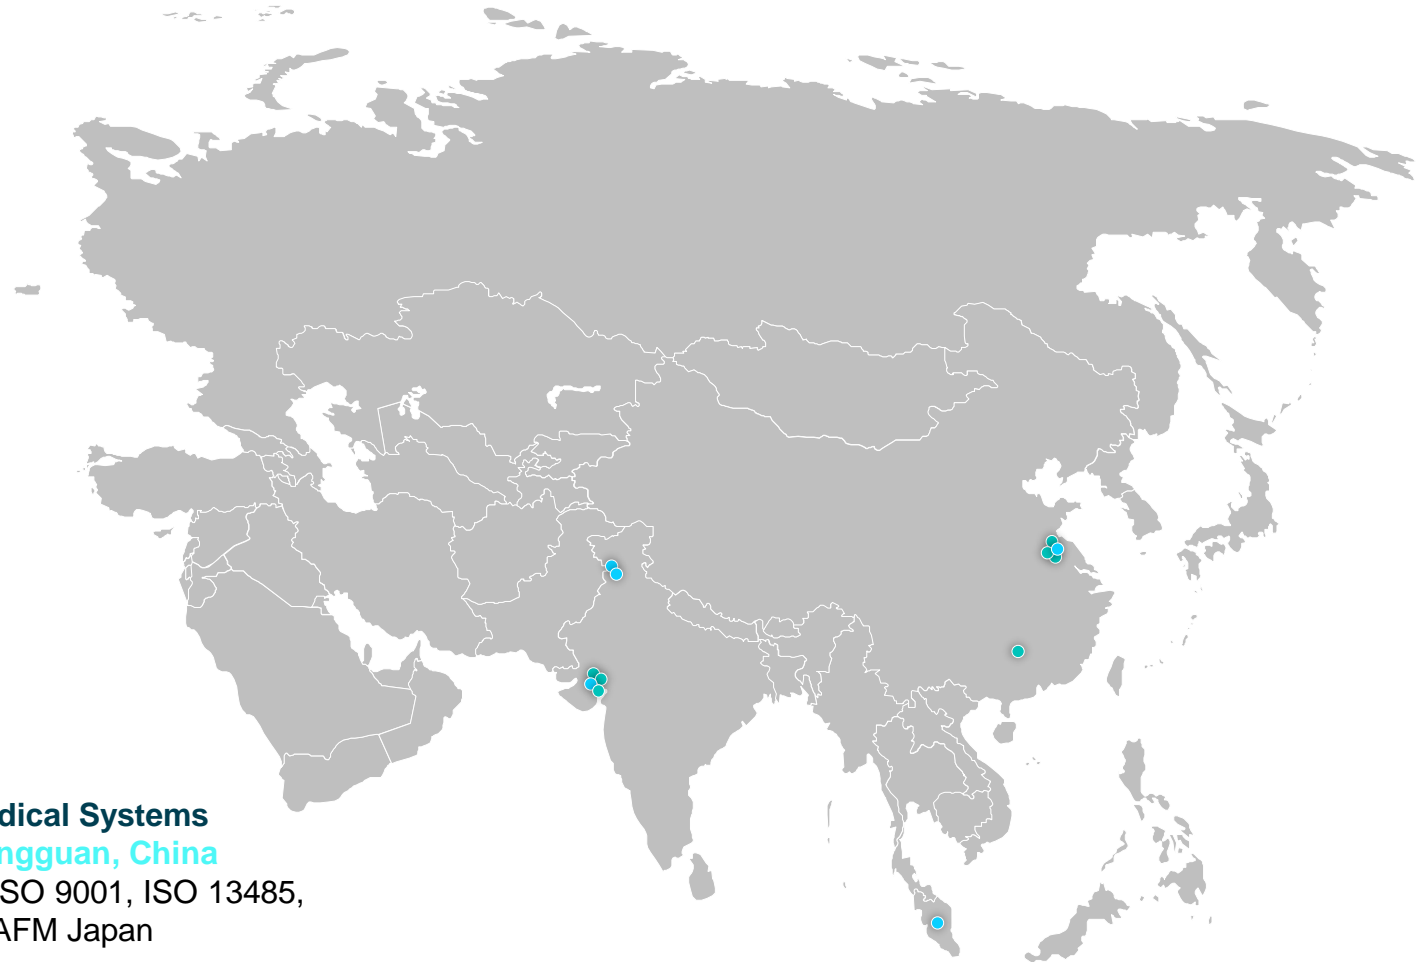 dical Systems
ngguan, China
SO 9001, ISO 13485,
AFM Japan